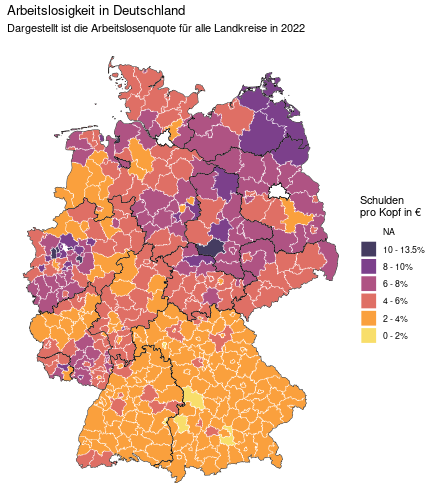 Arbeitslosigkeit in Deutschland
Dargestellt ist die Arbeitslosenquote für alle Landkreise in 2022
Schulden
pro Kopf in €
NA
10 - 13.5%
8 - 10%
6 - 8%
4 - 6%
2 - 4%
0 - 2%